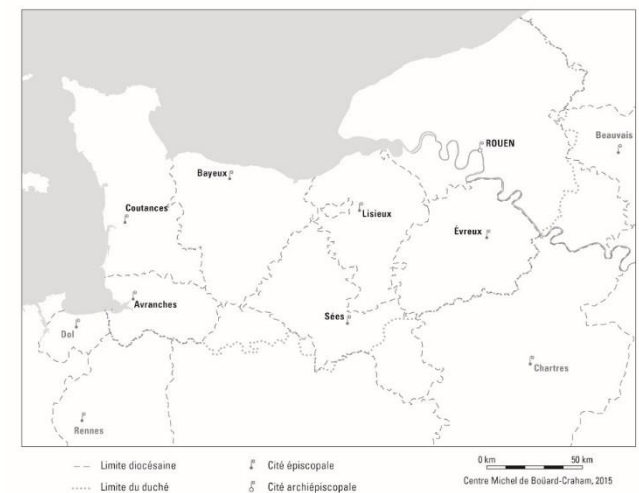 ROUEN
Beauvais
Bayeux
Coutances
Lisieux
Évreux
Avranches
Sées
Dol
Chartres
Rennes
Limite diocésaine
Cité épiscopale
0 km 50 km
Limite du duché
Cité archiépiscopale
Centre Michel de Boüard-Craham, 2015